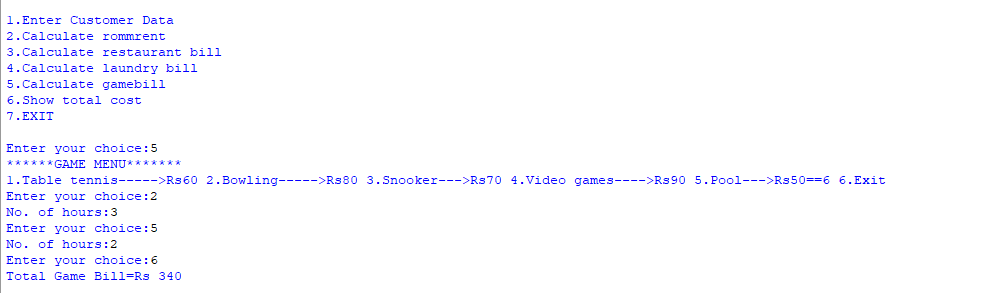 1.Enter Customer Data
2.Calculate rommrent
3.Calculate restaurant bill
4.Calculate laundry bill
5.Calculate gamebill
6.Show total cost
7.EXIT
Enter your choice:5
******GAME MENU*******
1.Table tennis----->Rs60 2.Bowling----->Rs80 3.Snooker--->Rs70 4.Video games---->Rs90 5.Pool--->Rs50==6 6.Exit
Enter your choice:2
No. of hours:3
Enter your choice:5
No. of hours:2
Enter your choice:6
Total Game Bill=Rs 340